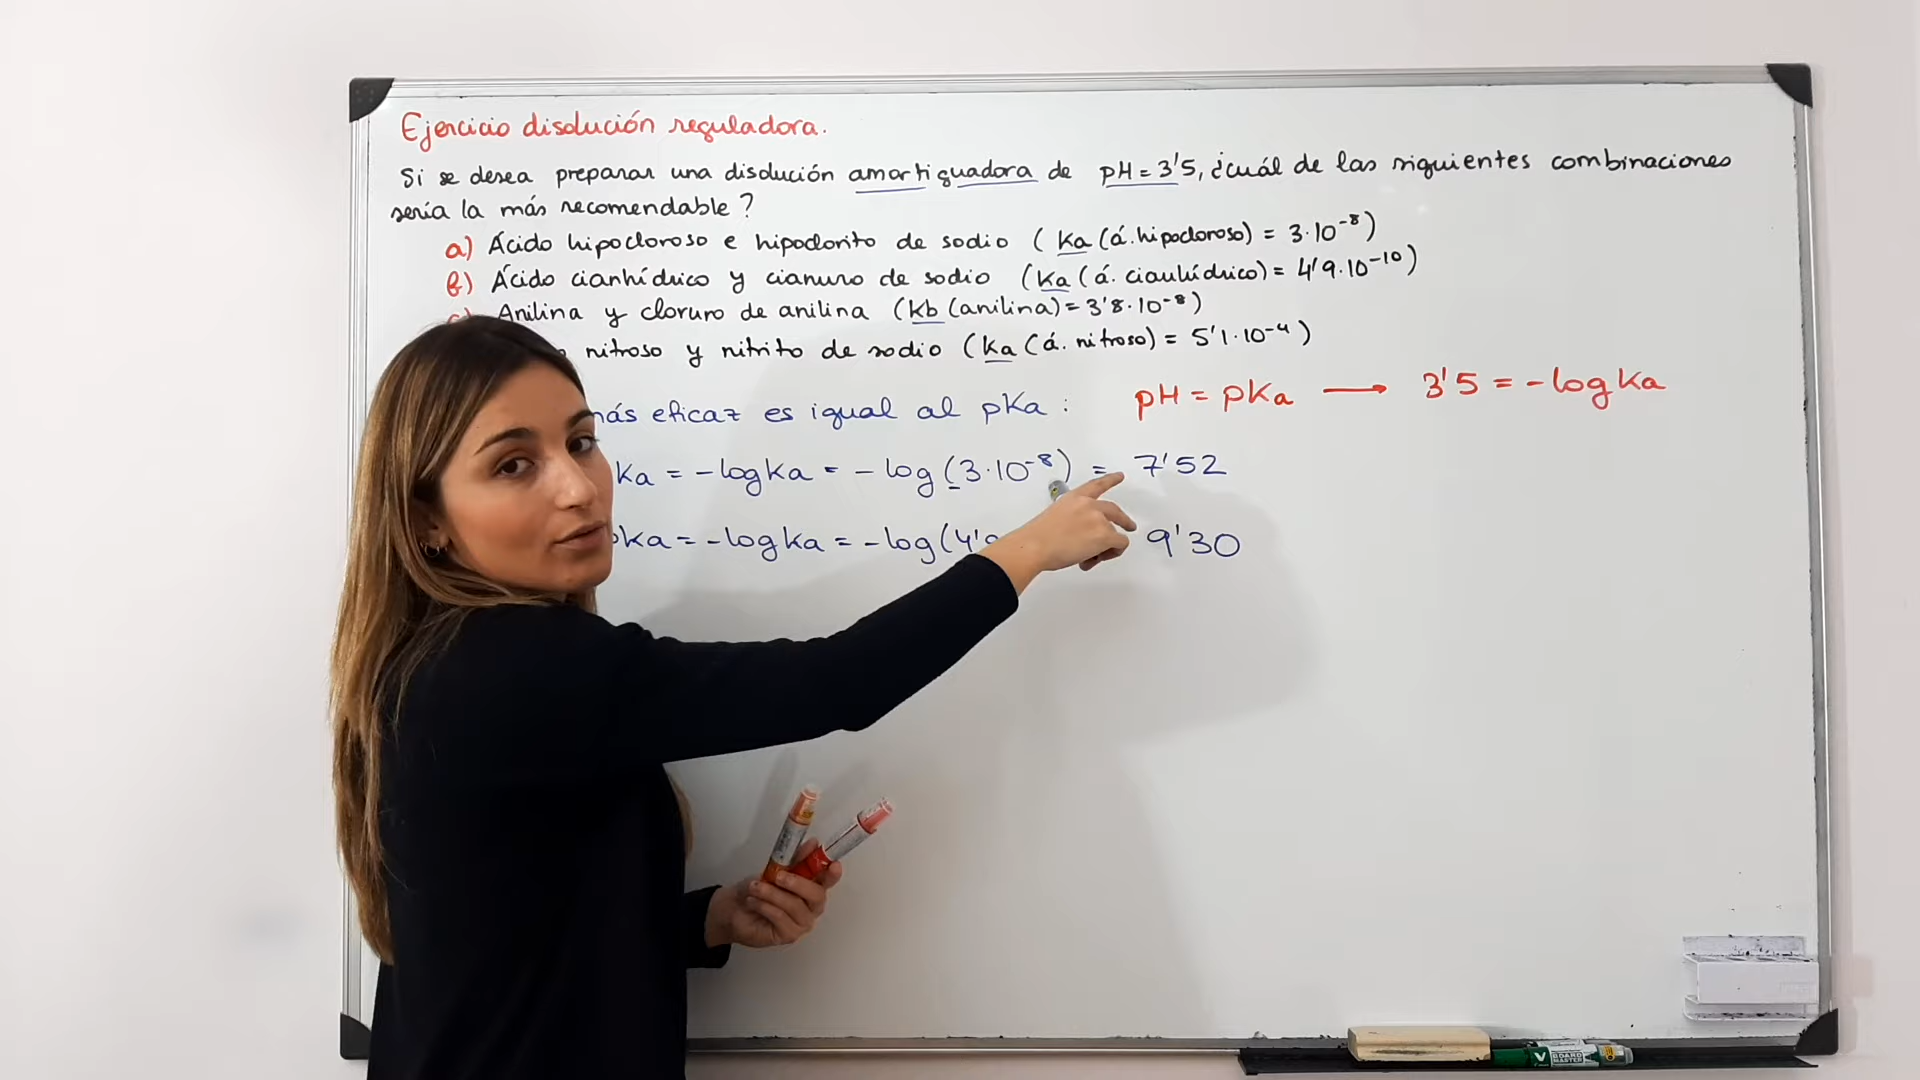 Ejercicio disolución reguladora.
Si se desea preparar una disolución amortiguadora de pH = 3'5, ¿cuál de las siguientes combinaciones
sería la más recomendable?
a) Ácido hipocloroso e hipoclorito de sodio (Ka (á. hipocloroso) = 3·10⁻⁸)
b) Ácido cianhídrico y cianuro de sodio (Ka (á. cianhídrico) = 4'9·10⁻¹⁰)
Anilina y cloruro de anilina (kb (anilina) = 3'8·10⁻⁸)
nitroso y nitrito de sodio (Ka (á. nitroso) = 5'1·10⁻⁴)
más eficaz es igual al pKa : pH = pKa → 3'5 = -log Ka
Ka = -log Ka = -log (3·10⁻⁸) = 7'52
pKa = -log Ka = -log (4' 9'30
V BOARD MASTER